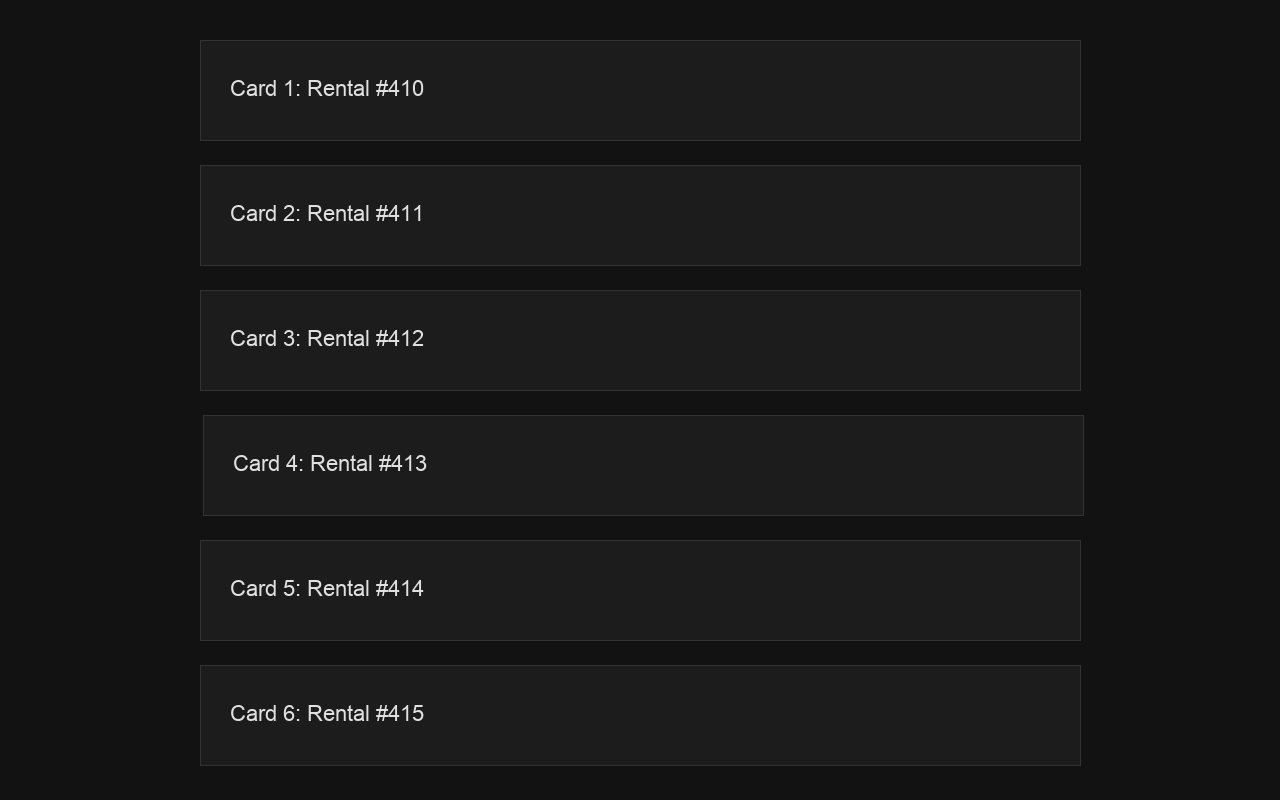 Card 1: Rental #410
Card 2: Rental #411
Card 3: Rental #412
Card 4: Rental #413
Card 5: Rental #414
Card 6: Rental #415